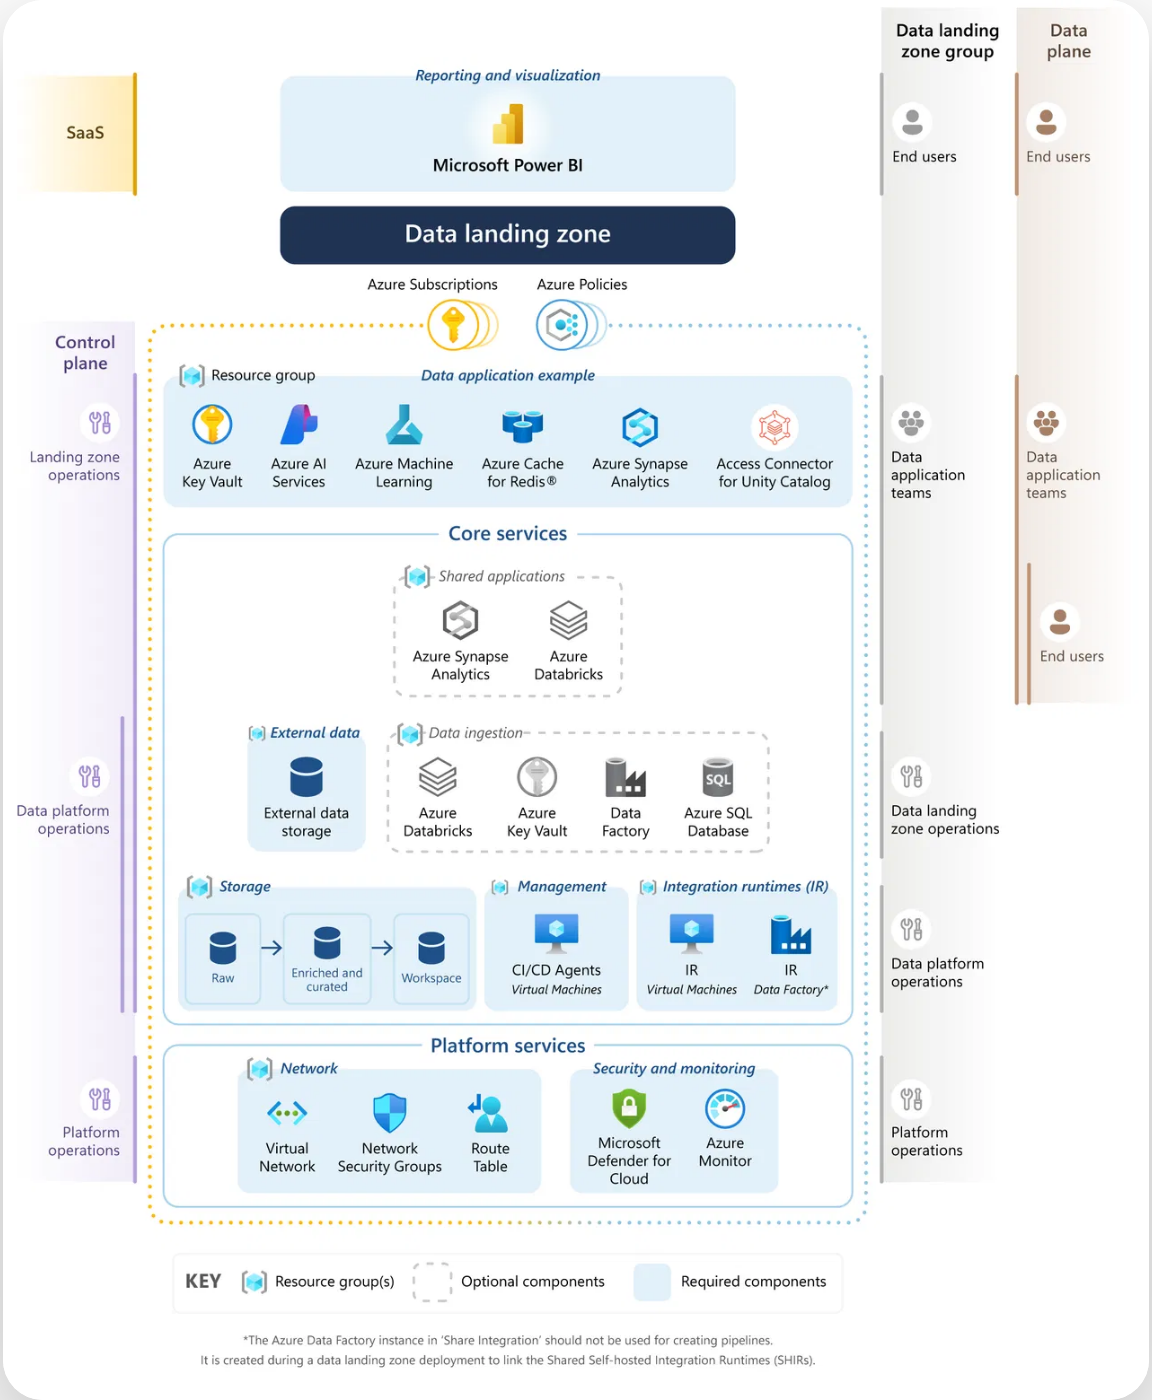 Data landing
zone group
Data
plane
SaaS
Reporting and visualization
Microsoft Power BI
End users
End users
Data landing zone
Azure Subscriptions
Azure Policies
Control
plane
Resource group
Data application example
Azure
Key Vault
Azure AI
Services
Azure Machine
Learning
Azure Cache
for Redis®
Azure Synapse
Analytics
Access Connector
for Unity Catalog
Landing zone
operations
Data
application
teams
Data
application
teams
Core services
Shared applications
Azure Synapse
Analytics
Azure
Databricks
End users
External data
External data
storage
Data ingestion
Azure
Databricks
Azure
Key Vault
Data
Factory
SQL
Azure SQL
Database
Data platform
operations
Data landing
zone operations
Storage
Raw
Enriched and
curated
Workspace
Management
CI/CD Agents
Virtual Machines
Integration runtimes (IR)
IR
Virtual Machines
IR
Data Factory*
Data platform
operations
Platform services
Network
Virtual
Network
Network
Security Groups
Route
Table
Security and monitoring
Microsoft
Defender for
Cloud
Azure
Monitor
Platform
operations
Platform
operations
KEY
Resource group(s)
Optional components
Required components
*The Azure Data Factory instance in ‘Share Integration’ should not be used for creating pipelines.
It is created during a data landing zone deployment to link the Shared Self-hosted Integration Runtimes (SHIRs).